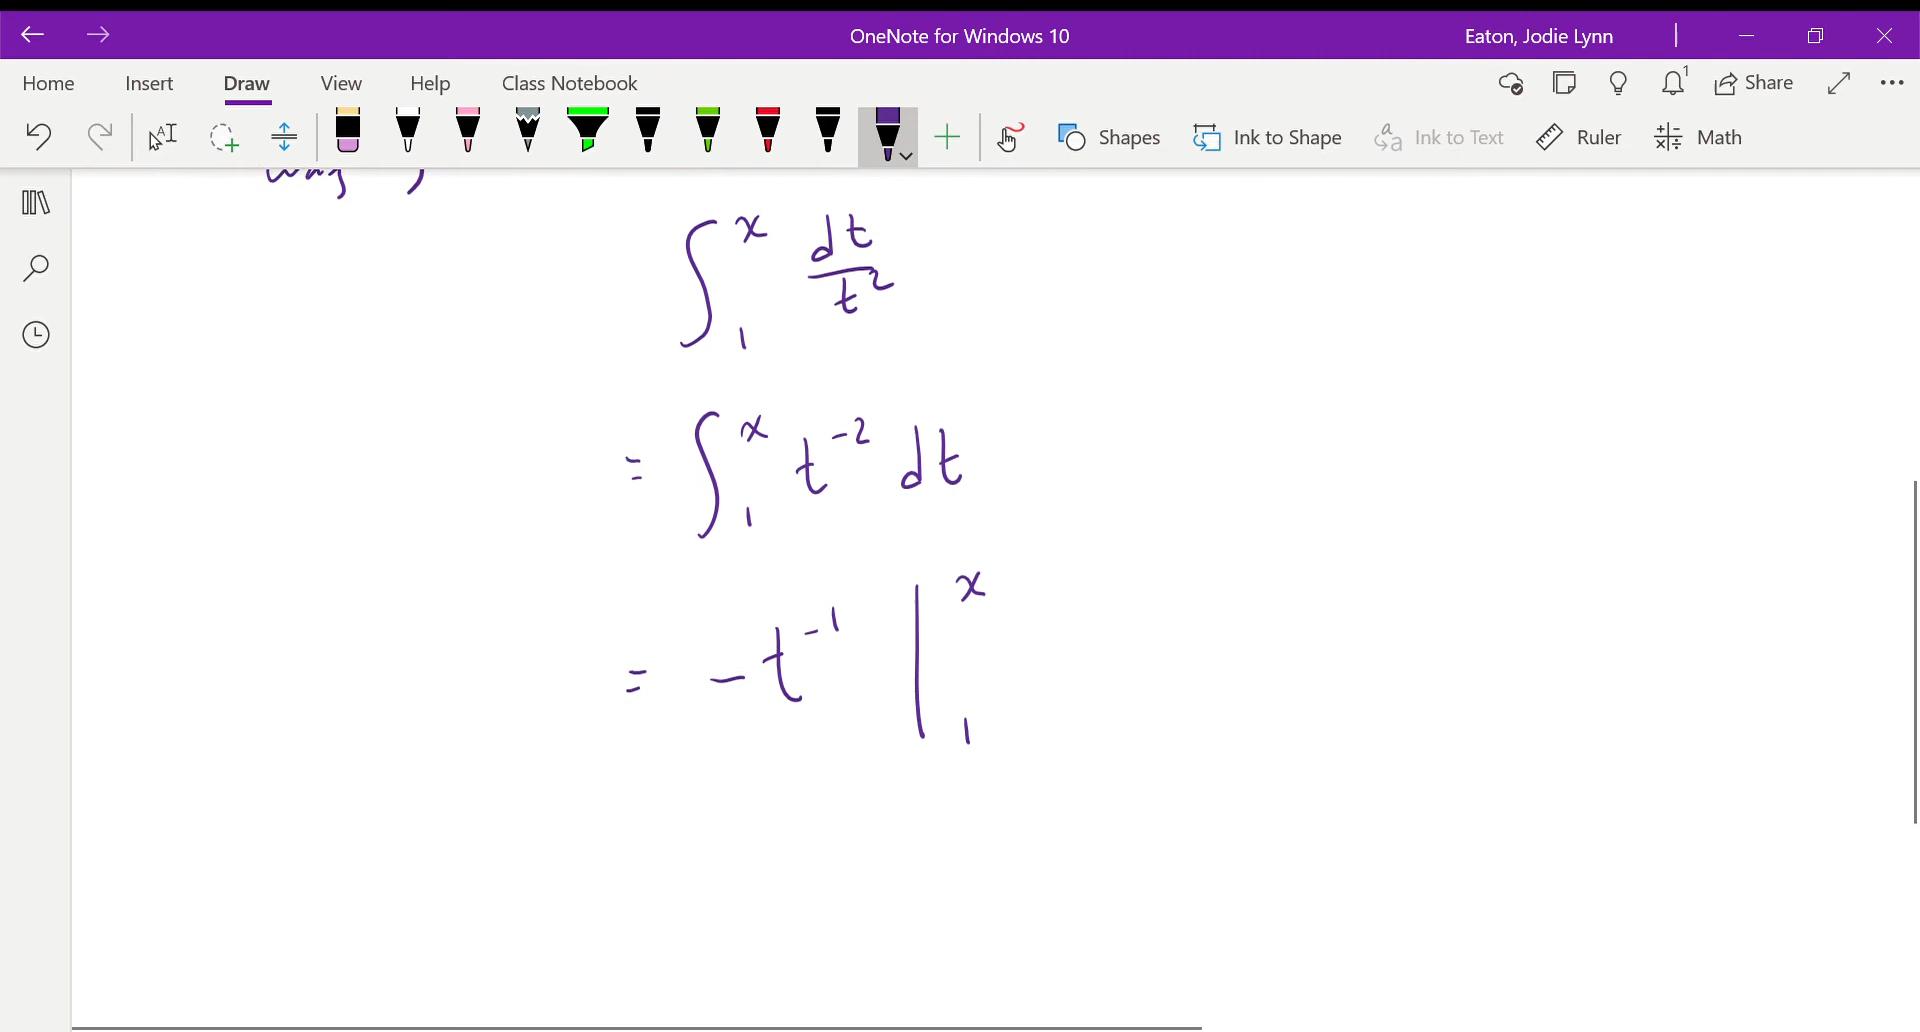 OneNote for Windows 10
Eaton, Jodie Lynn
Home Insert Draw View Help Class Notebook
1 Share
Shapes Ink to Shape Ink to Text Ruler Math
∫₁ˣ dt/t²
= ∫₁ˣ t⁻² dt
= -t⁻¹ |₁ˣ